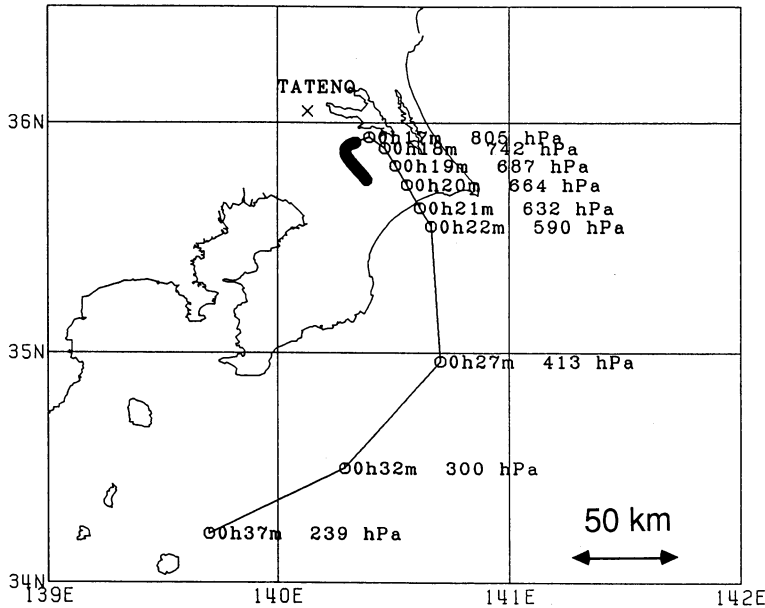 TATENO
36N
0h17m 805 hPa
0h18m 742 hPa
0h19m 687 hPa
0h20m 664 hPa
0h21m 632 hPa
0h22m 590 hPa
35N
0h27m 413 hPa
0h32m 300 hPa
50 km
0h37m 239 hPa
34N
139E 140E 141E 142E